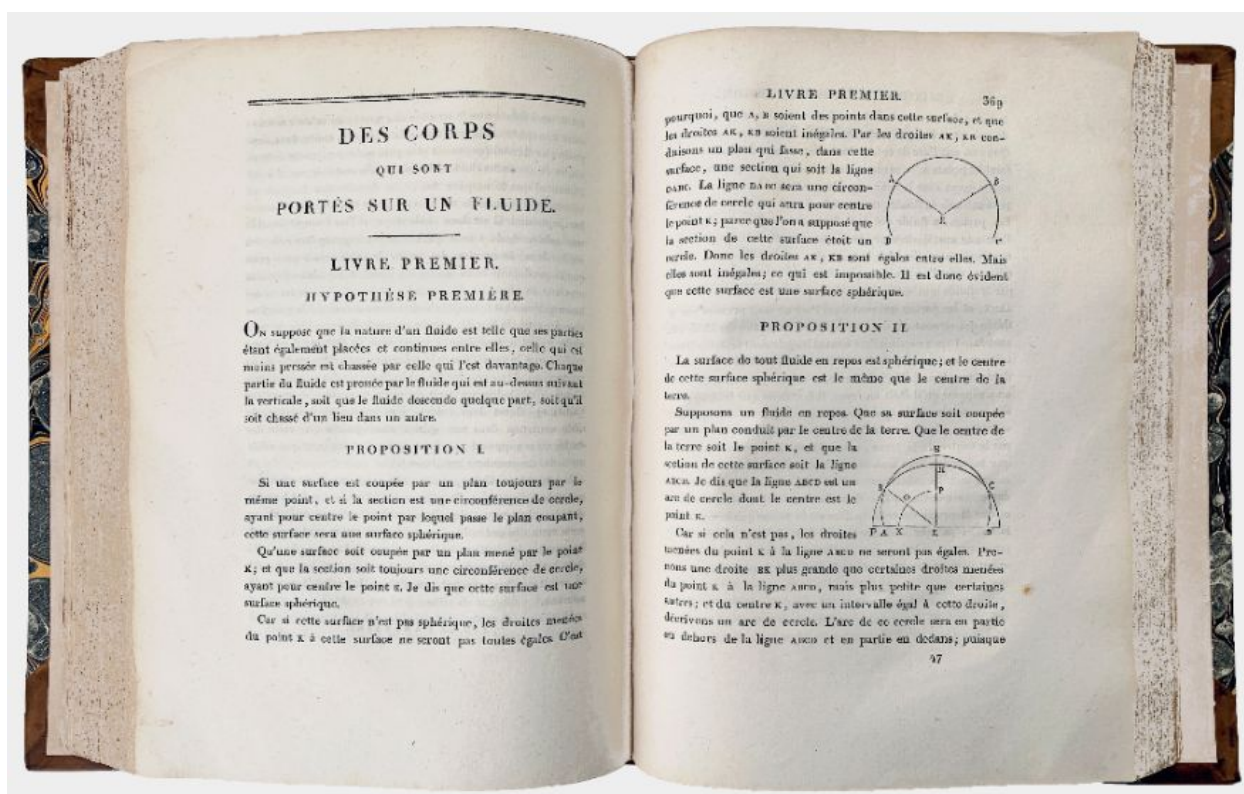 DES CORPS
QUI SONT
PORTÉS SUR UN FLUIDE.
LIVRE PREMIER.
HYPOTHÈSE PREMIÈRE.
ON suppose que la nature d'un fluide est telle que ses parties
étant également placées et continues entre elles, celle qui est
moins pressée est chassée par celle qui l'est davantage. Chaque
partie du fluide est pressée par le fluide qui est au-dessus suivant
la verticale, soit que le fluide descende quelque part, soit qu'il
soit chassé d'un lieu dans un autre.
PROPOSITION I.
Si une surface est coupée par un plan toujours par le
même point, et si la section est une circonférence de cercle,
ayant pour centre le point par lequel passe le plan coupant,
cette surface sera une surface sphérique.
Qu'une surface soit coupée par un plan mené par le point
K; et que la section soit toujours une circonférence de cercle,
ayant pour centre le point K. Je dis que cette surface est une
surface sphérique.
Car si cette surface n'est pas sphérique, les droites menées
du point K à cette surface ne seront pas toutes égales. C'est
LIVRE PREMIER. 369
pourquoi, que A, B soient des points dans cette surface, et que
les droites AK, KB soient inégales. Par les droites AK, KB con-
duisons un plan qui fasse, dans cette
surface, une section qui soit la ligne
DABC. La ligne DABC sera une circon-
férence de cercle qui aura pour centre
le point K; parce que l'on a supposé que
la section de cette surface étoit un
cercle. Donc les droites AK, KB sont égales entre elles. Mais
elles sont inégales; ce qui est impossible. Il est donc évident
que cette surface est une surface sphérique.
A B
K
D C
PROPOSITION II
La surface de tout fluide en repos est sphérique; et le centre
de cette surface sphérique est le même que le centre de la
terre.
Supposons un fluide en repos. Que sa surface soit coupée
par un plan conduit par le centre de la terre. Que le centre de
la terre soit le point K, et que la
section de cette surface soit la ligne
ABCD. Je dis que la ligne ABCD est un
arc de cercle dont le centre est le
point K.
Car si cela n'est pas, les droites
menées du point K à la ligne ABCD ne seront pas égales. Pre-
nons une droite BK plus grande que certaines droites menées
du point K à la ligne ABCD, mais plus petite que certaines
autres; et du centre K, avec un intervalle égal à cette droite,
décrivons un arc de cercle. L'arc de ce cercle sera en partie
en dehors de la ligne ABCD et en partie en dedans; puisque
H
B O P C
F A X D
47